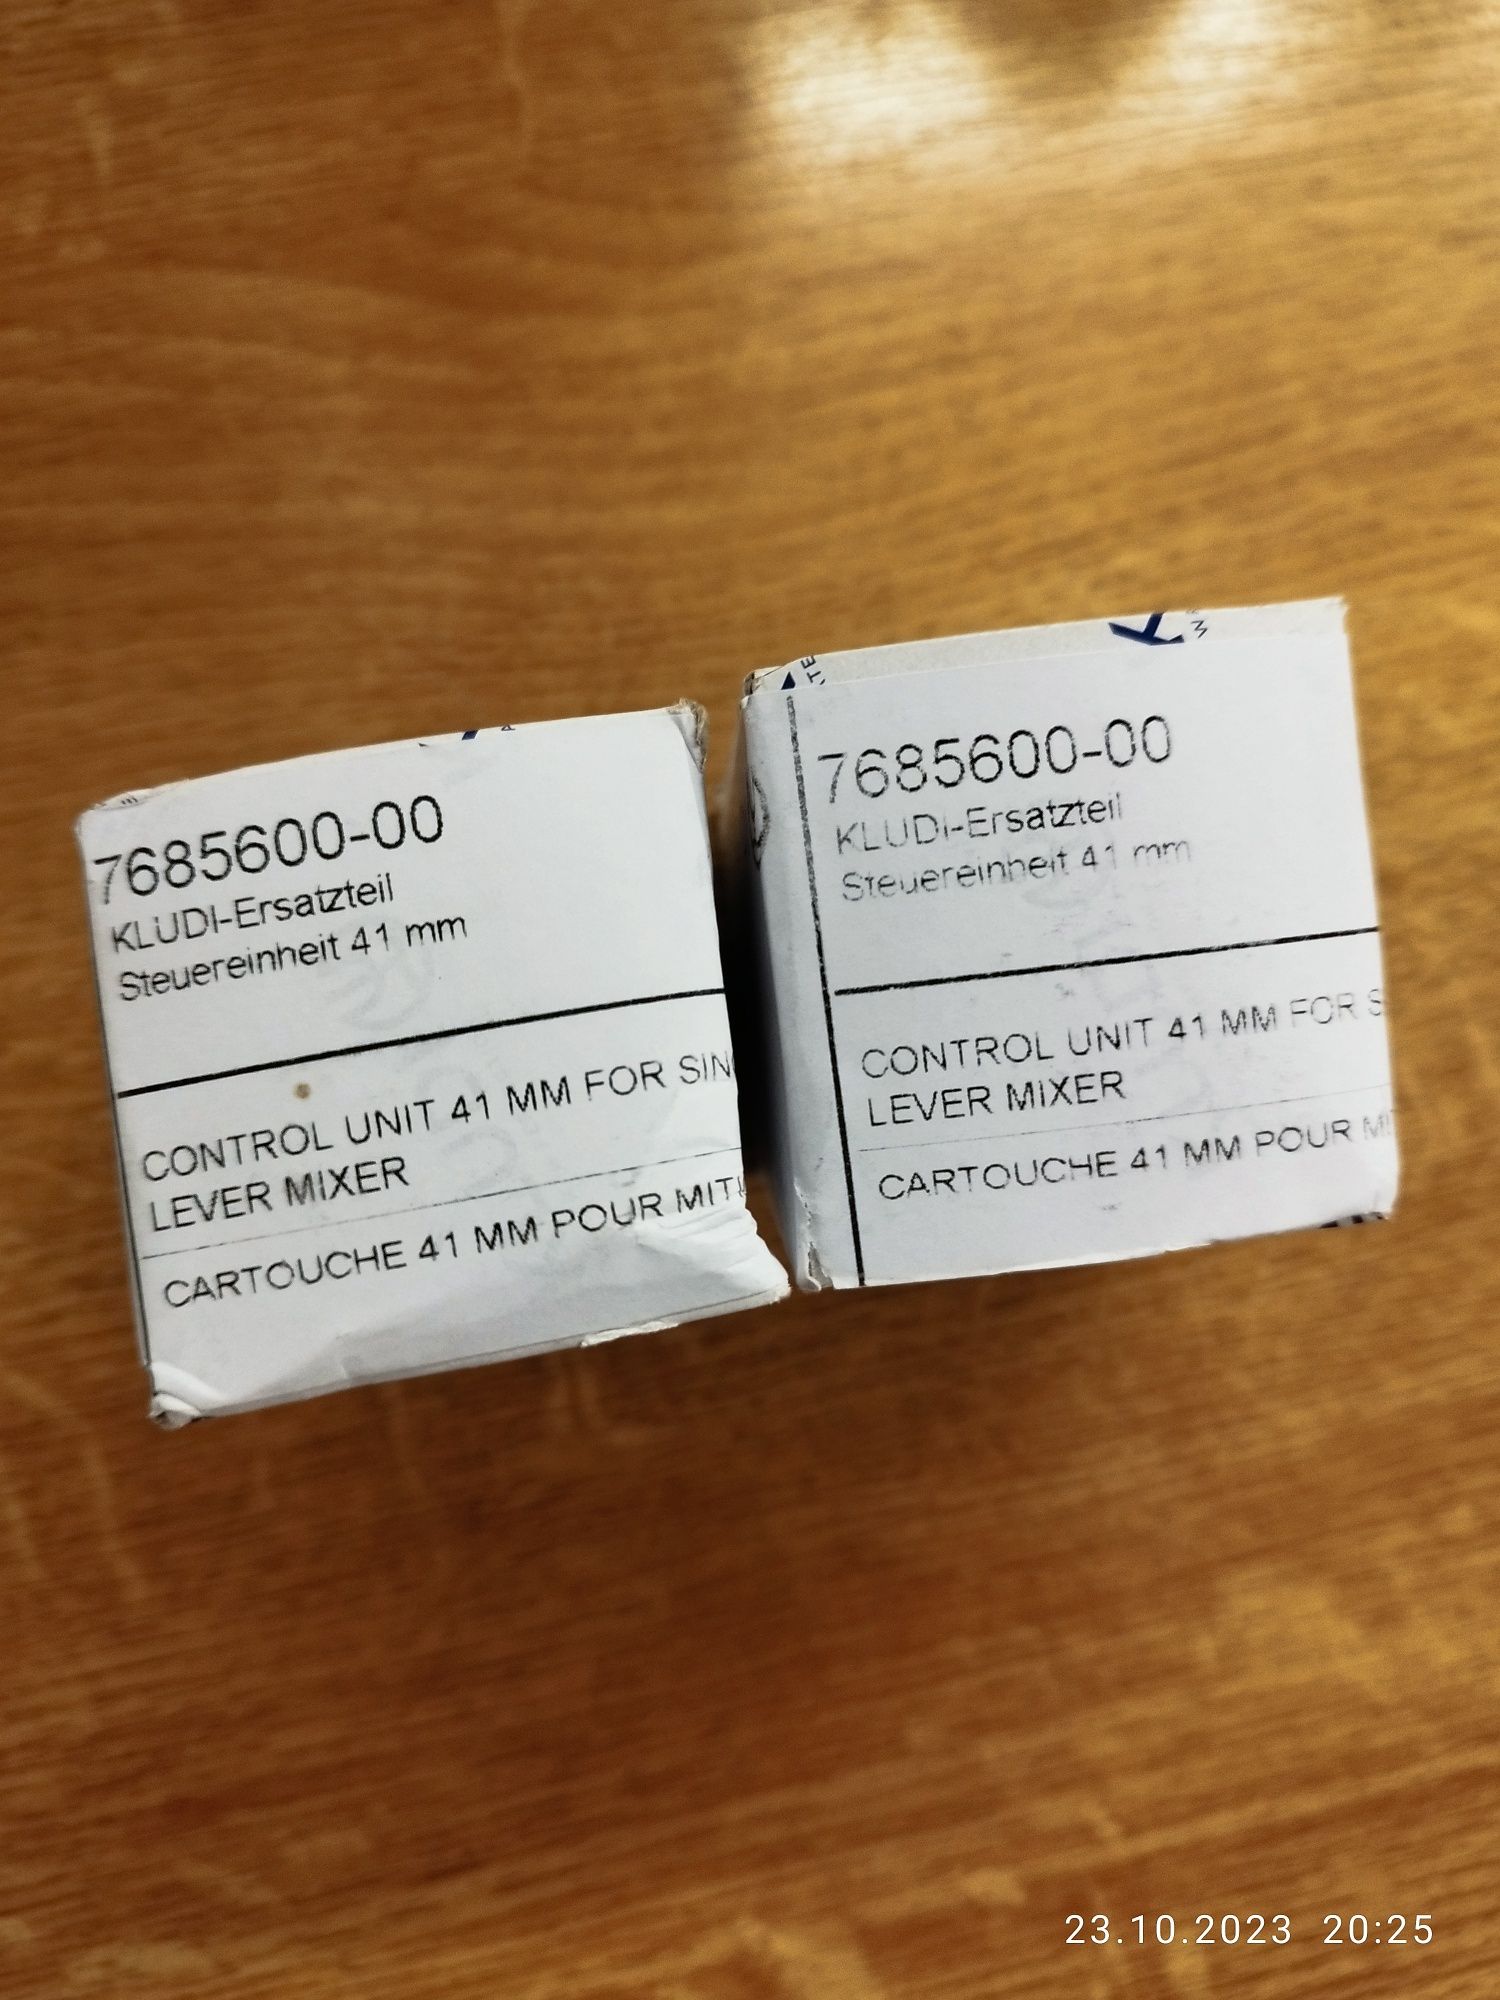 7685600-00
KLUDI-Ersatzteil
Steuereinheit 41 mm
CONTROL UNIT 41 MM FOR SIN
LEVER MIXER
CARTOUCHE 41 MM POUR MIT
7685600-00
KLUDI-Ersatzteil
Steuereinheit 41 mm
CONTROL UNIT 41 MM FOR S
LEVER MIXER
CARTOUCHE 41 MM POUR MI
23.10.2023 20:25